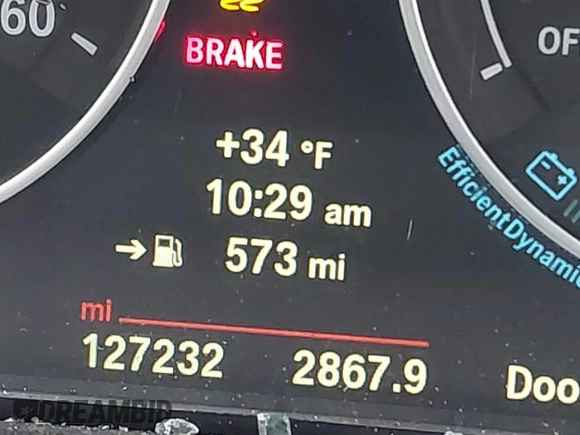 60
BRAKE
OF
+34 °F
10:29 am
573 mi
EfficientDynamic
mi
127232 2867.9
Doo
DREAMBID